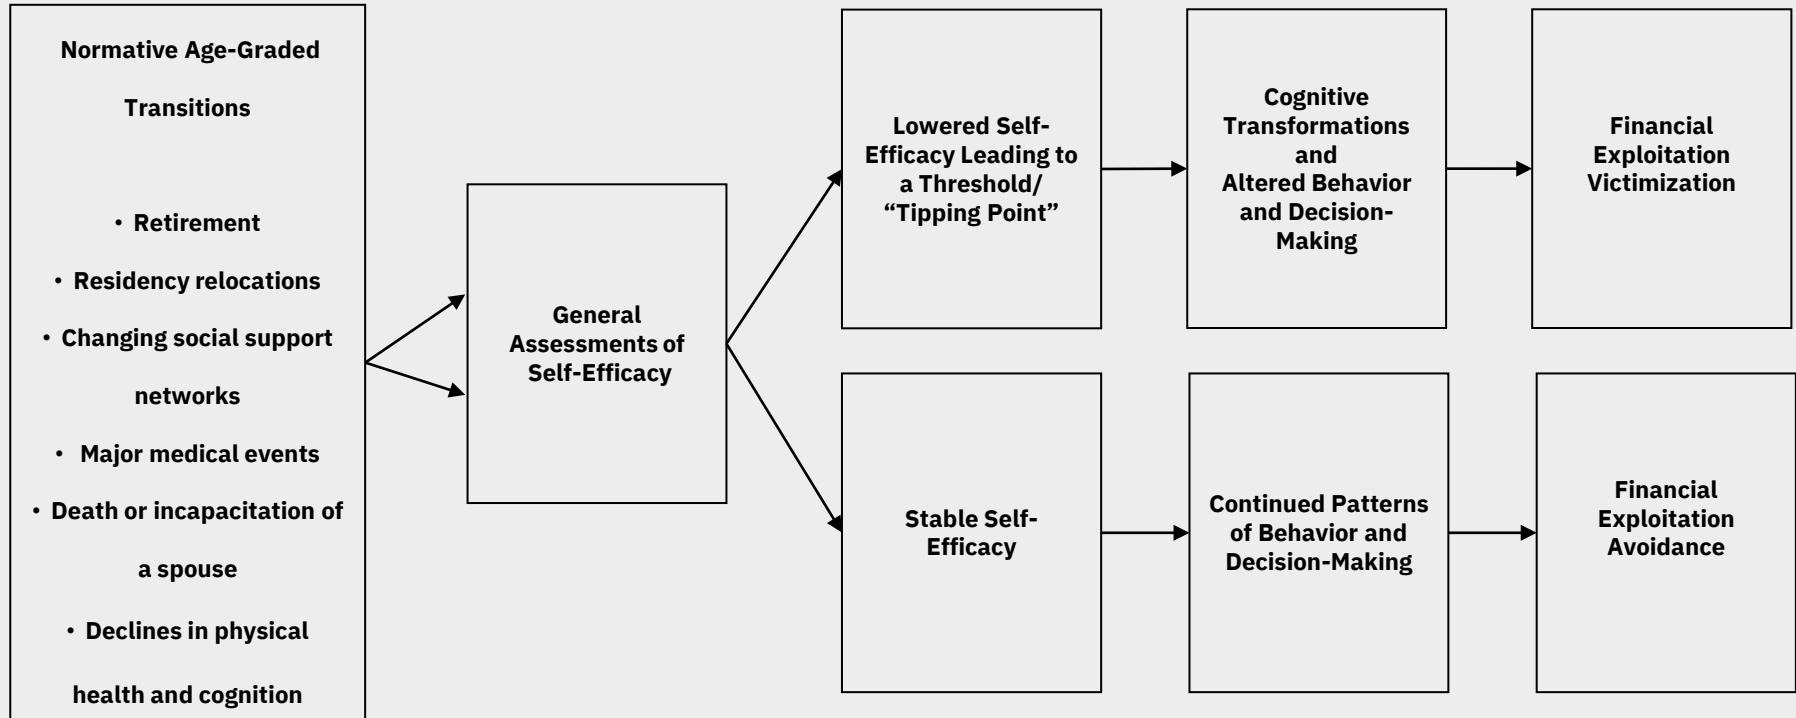 Normative Age-Graded
Transitions
• Retirement
• Residency relocations
• Changing social support
networks
• Major medical events
• Death or incapacitation of
a spouse
• Declines in physical
health and cognition
General
Assessments of
Self-Efficacy
Lowered Self-
Efficacy Leading to
a Threshold/
“Tipping Point”
Cognitive
Transformations
and
Altered Behavior
and Decision-
Making
Financial
Exploitation
Victimization
Stable Self-
Efficacy
Continued Patterns
of Behavior and
Decision-Making
Financial
Exploitation
Avoidance